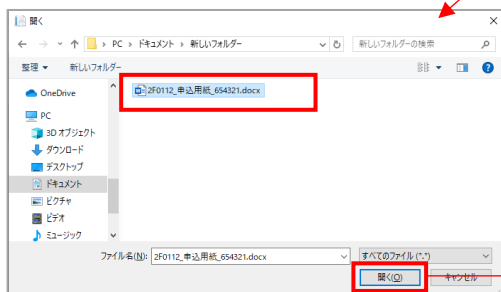 開く
PC › ドキュメント › 新しいフォルダー
新しいフォルダーの検索
整理 新しいフォルダー
OneDrive
PC
3D オブジェクト
ダウンロード
デスクトップ
ドキュメント
ピクチャ
ビデオ
ミュージック
2F0112_申込用紙_654321.docx
ファイル名(N): 2F0112_申込用紙_654321.docx
すべてのファイル (*.*)
開く(O)
キャンセル